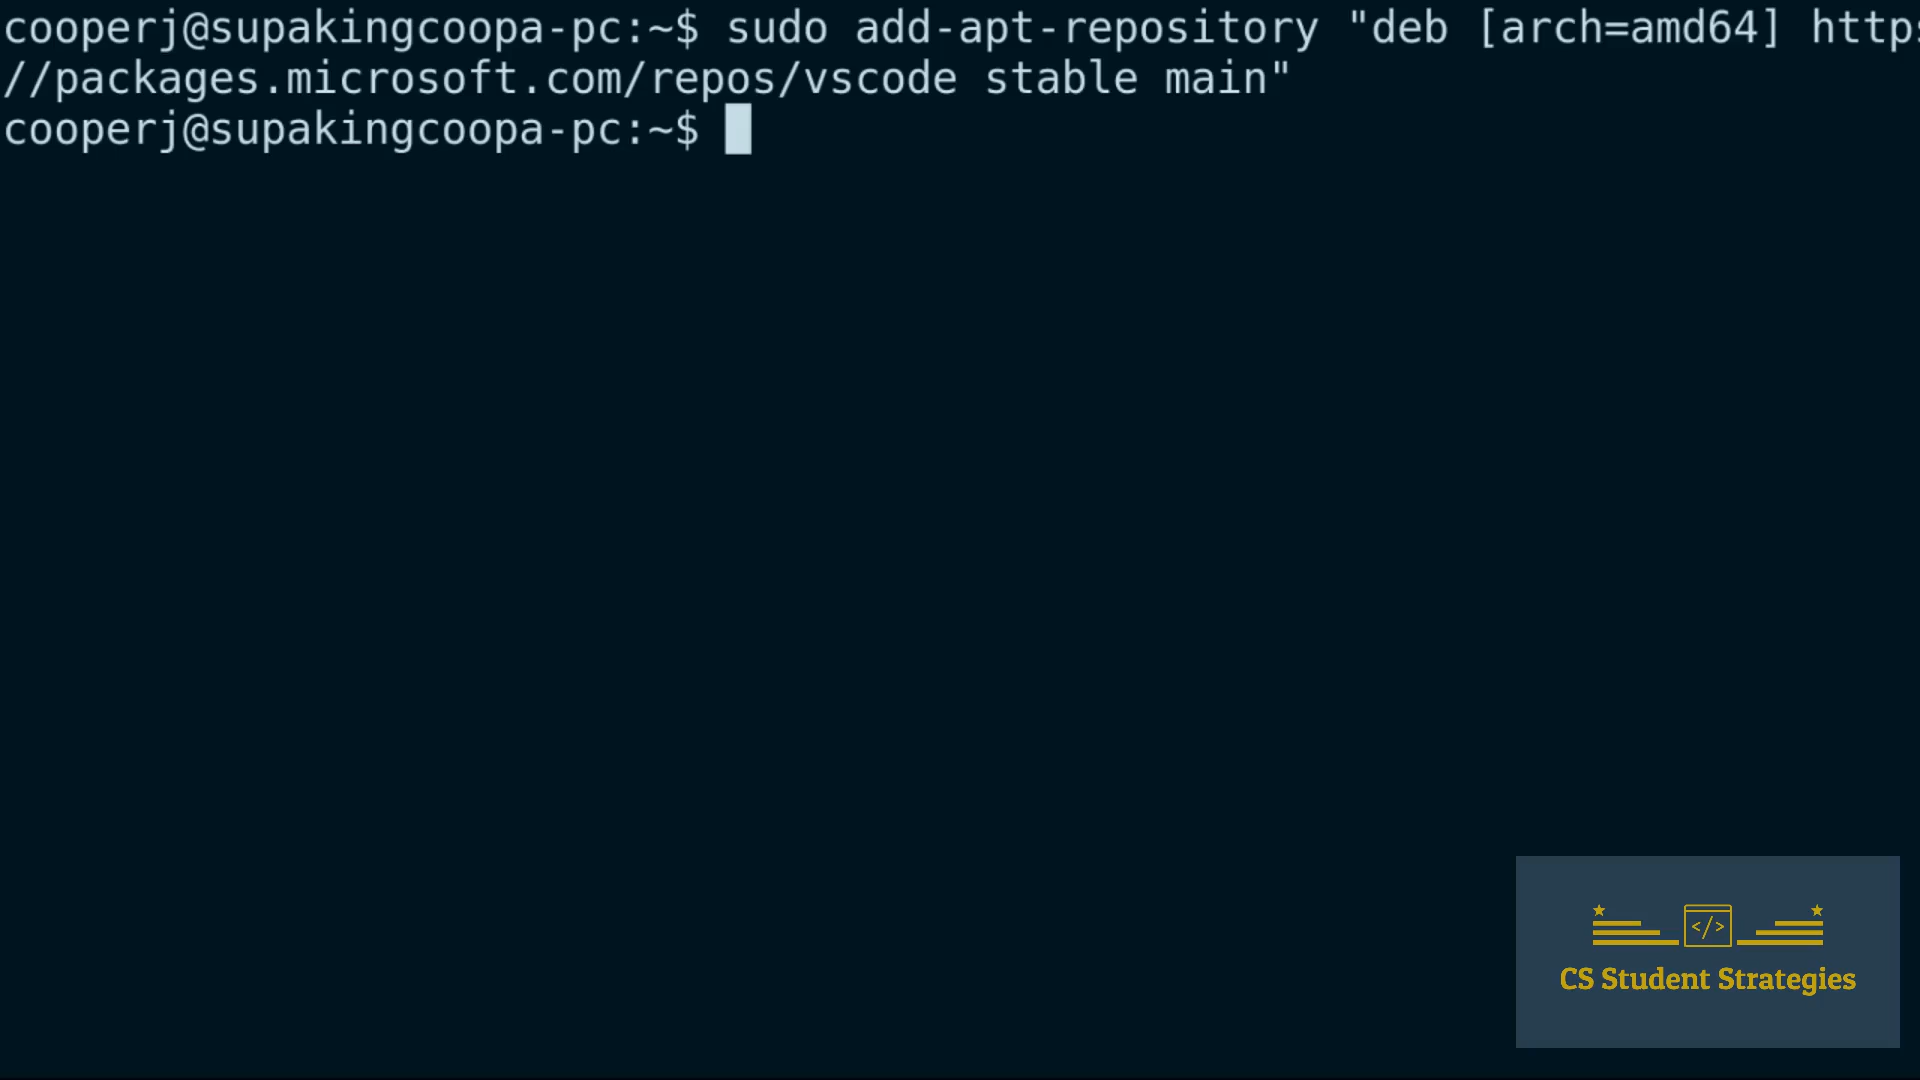 cooperj@supakingcoopa-pc:~$ sudo add-apt-repository "deb [arch=amd64] https
//packages.microsoft.com/repos/vscode stable main"
cooperj@supakingcoopa-pc:~$
</>
CS Student Strategies